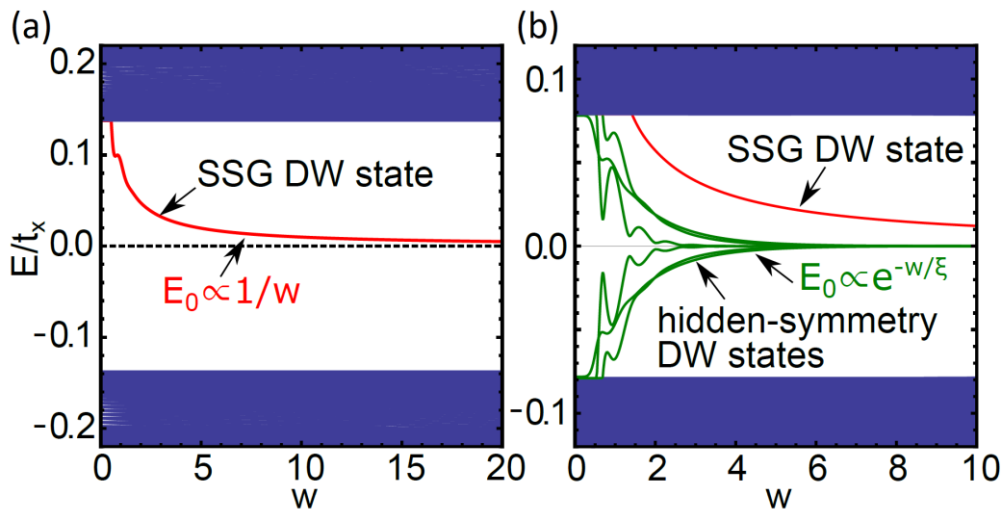 (a)
0.2
0.1
0.0
−0.1
−0.2
E/tₓ
SSG DW state
E₀∝1/w
0
5
10
15
20
w
(b)
0.1
0.0
-0.1
SSG DW state
E₀∝e^{-w/ξ}
hidden-symmetry
DW states
0
2
4
6
8
10
w